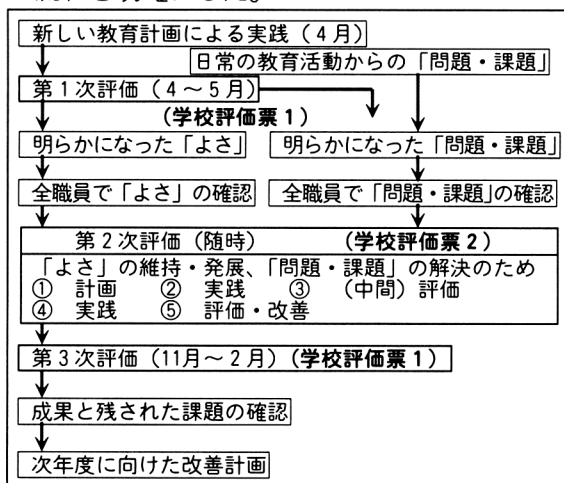 新しい教育計画による実践（４月）
日常の教育活動からの「問題・課題」
第１次評価（４～５月）
（学校評価票１）
明らかになった「よさ」
明らかになった「問題・課題」
全職員で「よさ」の確認
全職員で「問題・課題」の確認
第２次評価（随時）　（学校評価票２）
「よさ」の維持・発展、「問題・課題」の解決のため
①　計画　②　実践　③　（中間）評価
④　実践　⑤　評価・改善
第３次評価（11月～２月）（学校評価票１）
成果と残された課題の確認
次年度に向けた改善計画